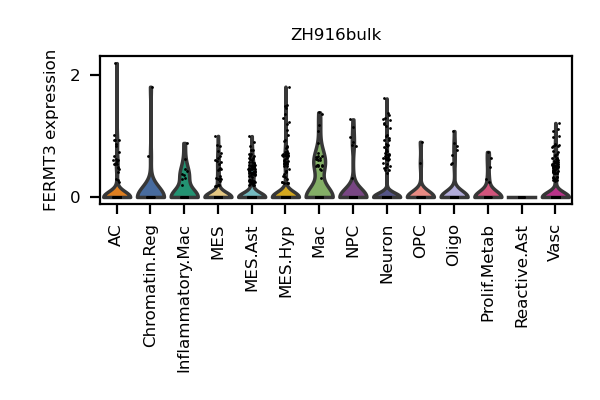 ZH916bulk
FERMT3 expression
2
0
AC
Chromatin.Reg
Inflammatory.Mac
MES
MES.Ast
MES.Hyp
Mac
NPC
Neuron
OPC
Oligo
Prolif.Metab
Reactive.Ast
Vasc